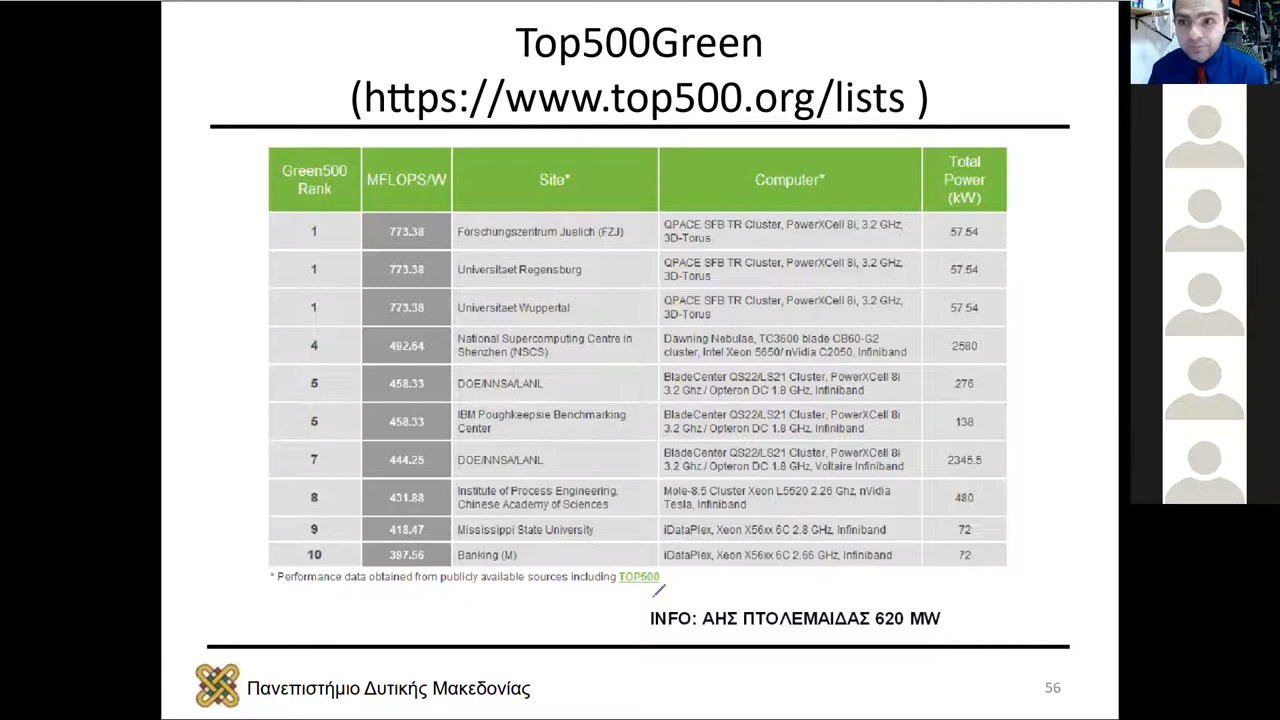 Top500Green
(https://www.top500.org/lists )
Green500
Rank
MFLOPS/W
Site*
Computer*
Total
Power
(kW)
1
773.38
Forschungszentrum Juelich (FZJ)
QPACE SFB TR Cluster, PowerXCell 8i, 3.2 GHz,
3D-Torus
57.54
1
773.38
Universitaet Regensburg
QPACE SFB TR Cluster, PowerXCell 8i, 3.2 GHz,
3D-Torus
57.54
1
773.38
Universitaet Wuppertal
QPACE SFB TR Cluster, PowerXCell 8i, 3.2 GHz,
3D-Torus
57.54
4
492.64
National Supercomputing Centre in
Shenzhen (NSCS)
Dawning Nebulae, TC3600 blade CB60-G2
cluster, Intel Xeon 5650/ nVidia C2050, Infiniband
2580
5
458.33
DOE/NNSA/LANL
BladeCenter QS22/LS21 Cluster, PowerXCell 8i
3.2 Ghz / Opteron DC 1.8 GHz, Infiniband
276
5
458.33
IBM Poughkeepsie Benchmarking
Center
BladeCenter QS22/LS21 Cluster, PowerXCell 8i
3.2 Ghz / Opteron DC 1.8 GHz, Infiniband
138
7
444.25
DOE/NNSA/LANL
BladeCenter QS22/LS21 Cluster, PowerXCell 8i
3.2 Ghz / Opteron DC 1.8 GHz, Voltaire Infiniband
2345.5
8
431.88
Institute of Process Engineering,
Chinese Academy of Sciences
Mole-8.5 Cluster Xeon L5520 2.26 Ghz, nVidia
Tesla, Infiniband
480
9
418.47
Mississippi State University
iDataPlex, Xeon X56xx 6C 2.8 GHz, Infiniband
72
10
397.56
Banking (M)
iDataPlex, Xeon X56xx 6C 2.66 GHz, Infiniband
72
* Performance data obtained from publicly available sources including TOP500
INFO: ΑΗΣ ΠΤΟΛΕΜΑΙΔΑΣ 620 MW
Πανεπιστήμιο Δυτικής Μακεδονίας
56